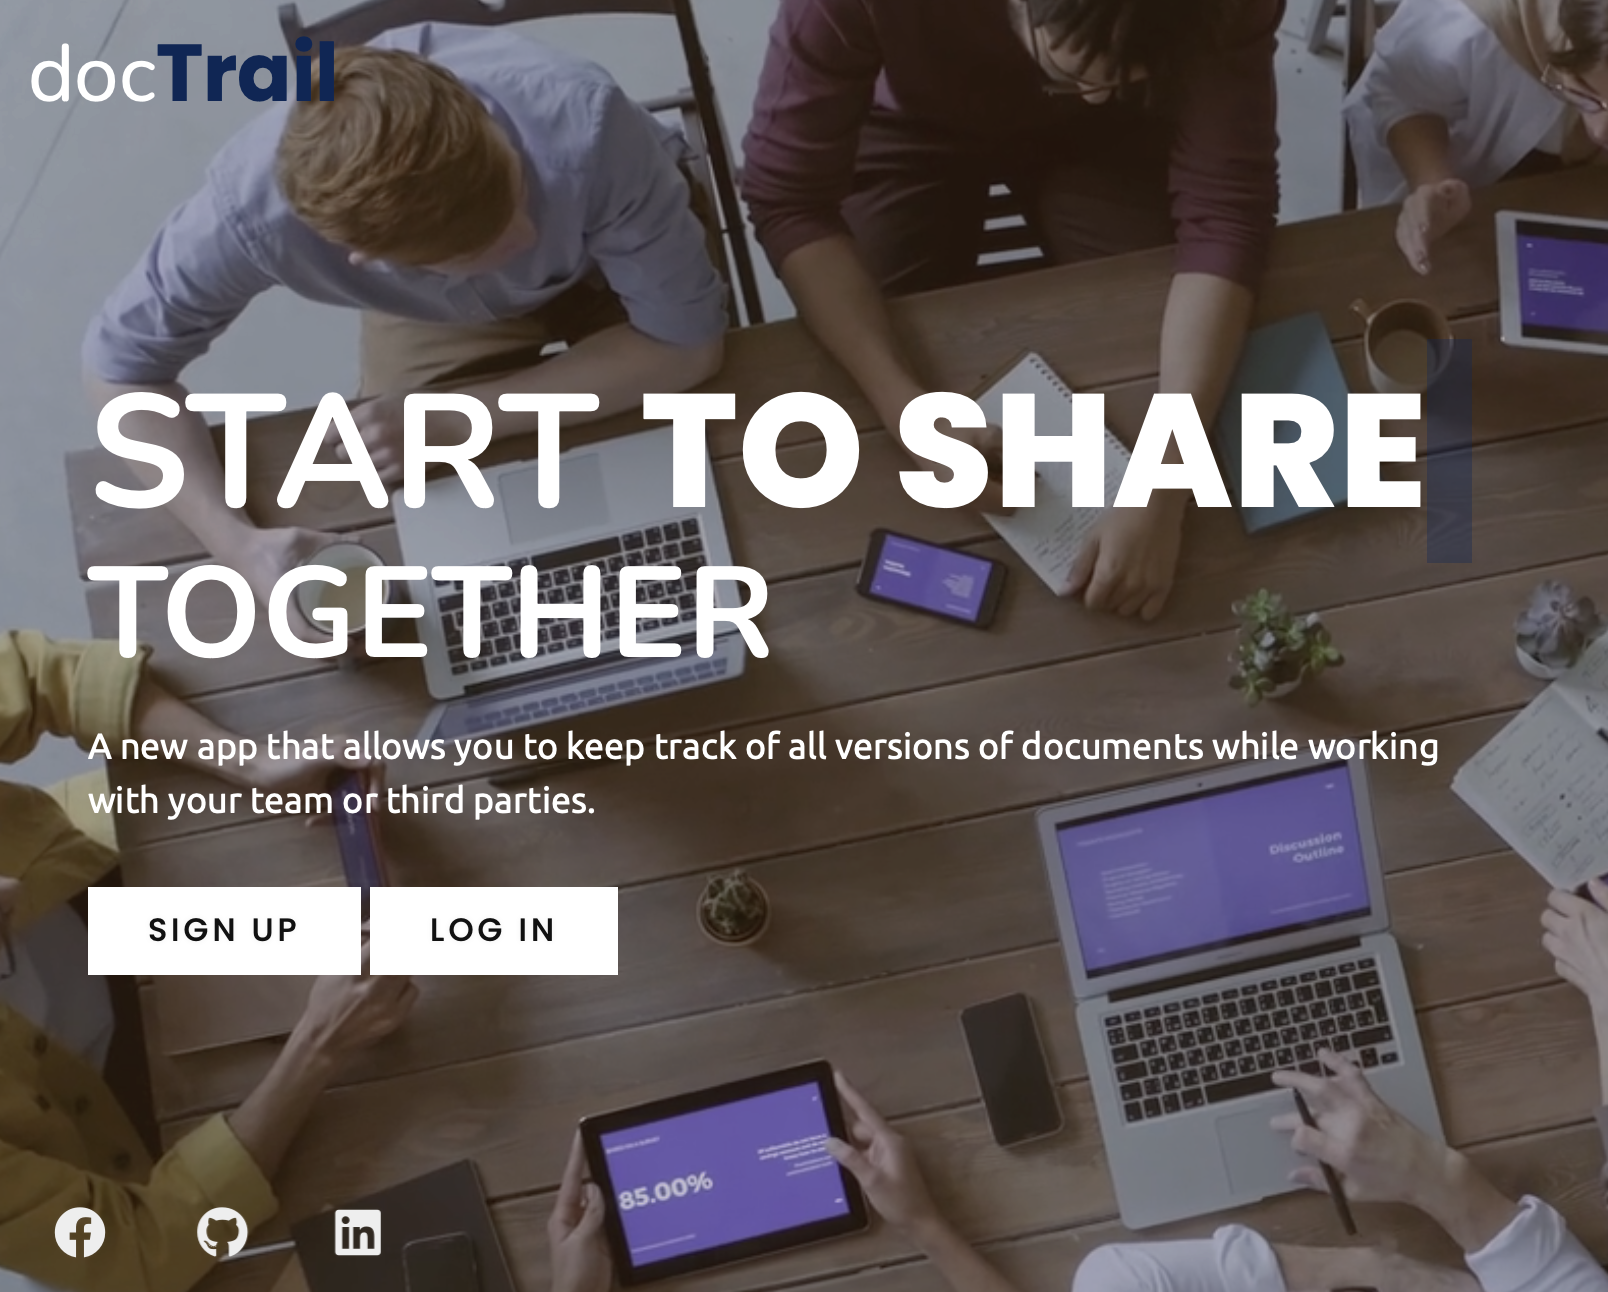 docTrail
START TO SHARE
TOGETHER
A new app that allows you to keep track of all versions of documents while working
with your team or third parties.
SIGN UP
LOG IN
Discussion
Outline
85.00%